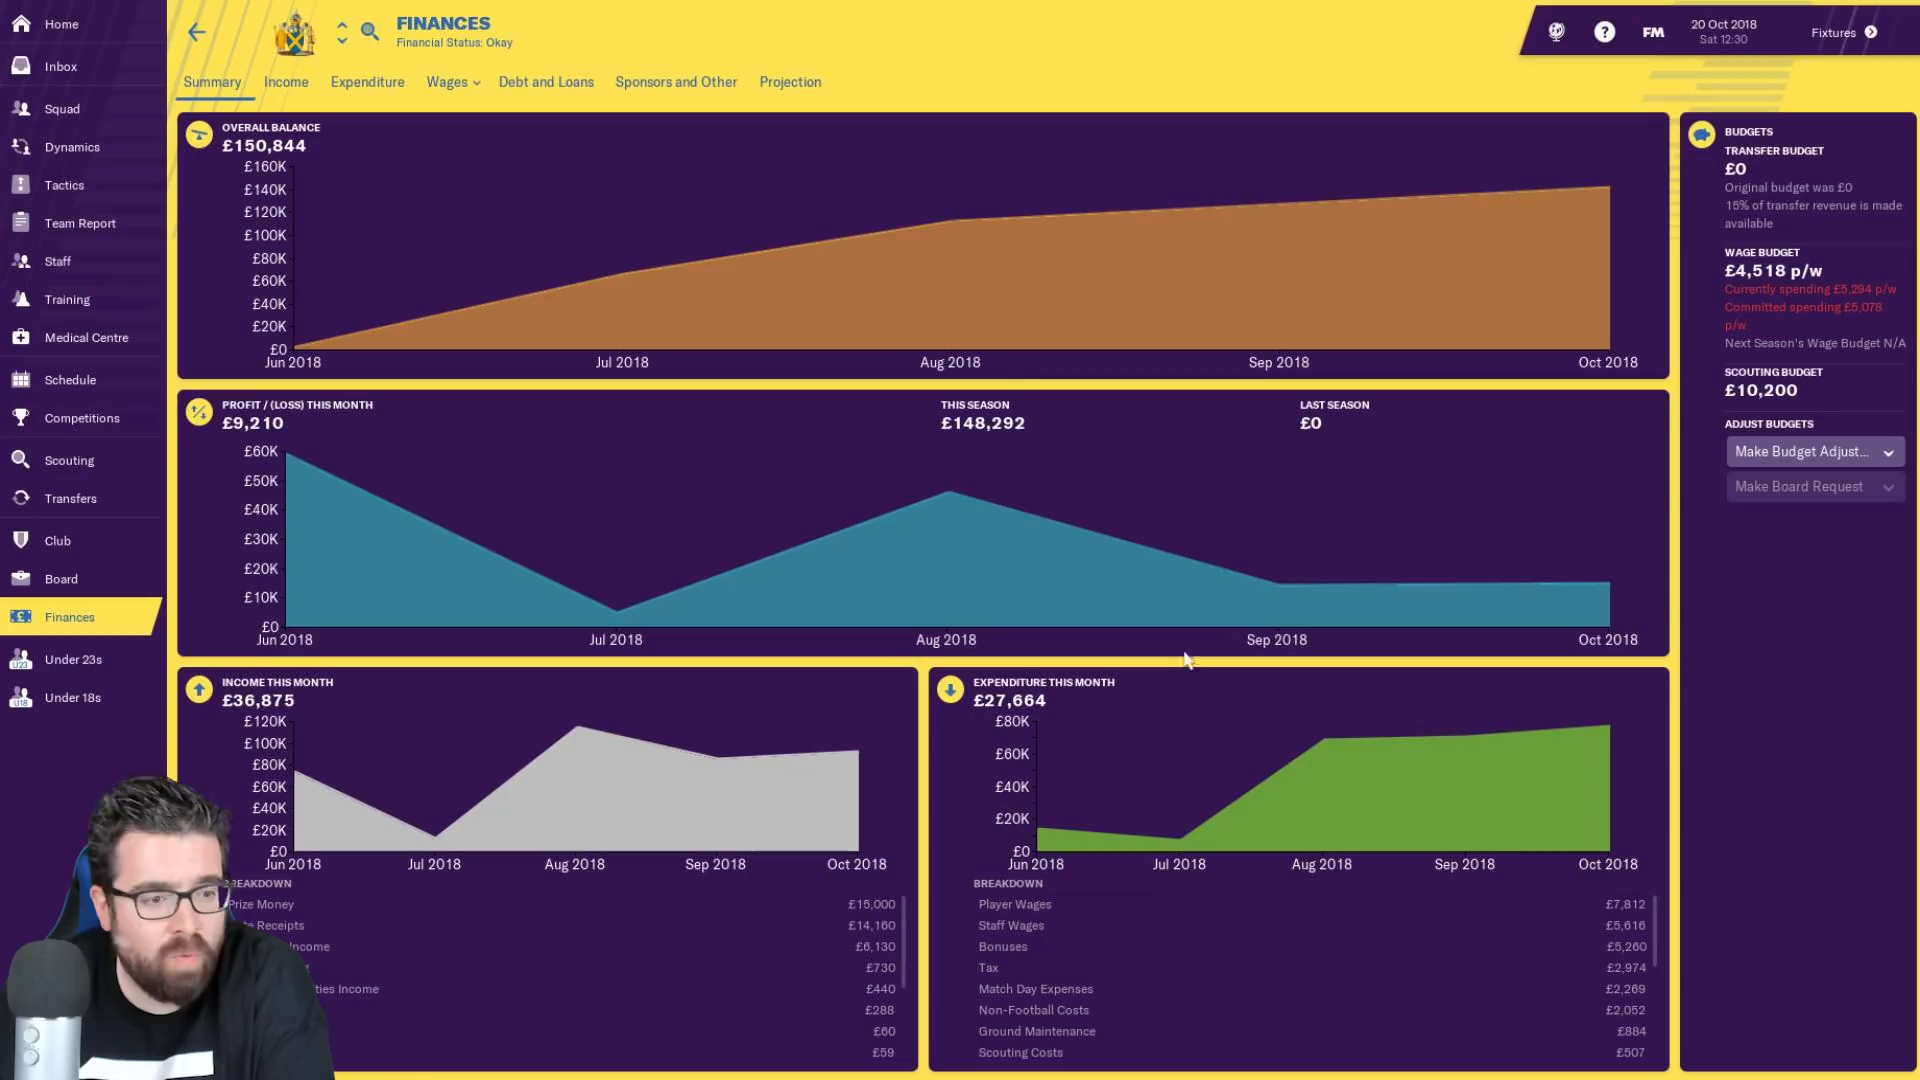 Home
Inbox
Squad
Dynamics
Tactics
Team Report
Staff
Training
Medical Centre
Schedule
Competitions
Scouting
Transfers
Club
Board
Finances
U23
Under 23s
U18
Under 18s
FINANCES
Financial Status: Okay
? FM
20 Oct 2018
Sat 12:30
Fixtures
Summary Income Expenditure Wages Debt and Loans Sponsors and Other Projection
OVERALL BALANCE
£150,844
£160K
£140K
£120K
£100K
£80K
£60K
£40K
£20K
£0
Jun 2018 Jul 2018 Aug 2018 Sep 2018 Oct 2018
PROFIT / (LOSS) THIS MONTH THIS SEASON LAST SEASON
£9,210 £148,292 £0
£60K
£50K
£40K
£30K
£20K
£10K
£0
Jun 2018 Jul 2018 Aug 2018 Sep 2018 Oct 2018
INCOME THIS MONTH
£36,875
£120K
£100K
£80K
£60K
£40K
£20K
£0
Jun 2018 Jul 2018 Aug 2018 Sep 2018 Oct 2018
BREAKDOWN
Prize Money £15,000
Receipts £14,160
Income £6,130
£730
ties Income £440
£288
£60
£59
EXPENDITURE THIS MONTH
£27,664
£80K
£60K
£40K
£20K
£0
Jun 2018 Jul 2018 Aug 2018 Sep 2018 Oct 2018
BREAKDOWN
Player Wages £7,812
Staff Wages £5,616
Bonuses £5,260
Tax £2,974
Match Day Expenses £2,269
Non-Football Costs £2,052
Ground Maintenance £884
Scouting Costs £507
BUDGETS
TRANSFER BUDGET
£0
Original budget was £0
15% of transfer revenue is made
available
WAGE BUDGET
£4,518 p/w
Currently spending £5,294 p/w
Committed spending £5,078
p/w
Next Season's Wage Budget N/A
SCOUTING BUDGET
£10,200
ADJUST BUDGETS
Make Budget Adjust...
Make Board Request